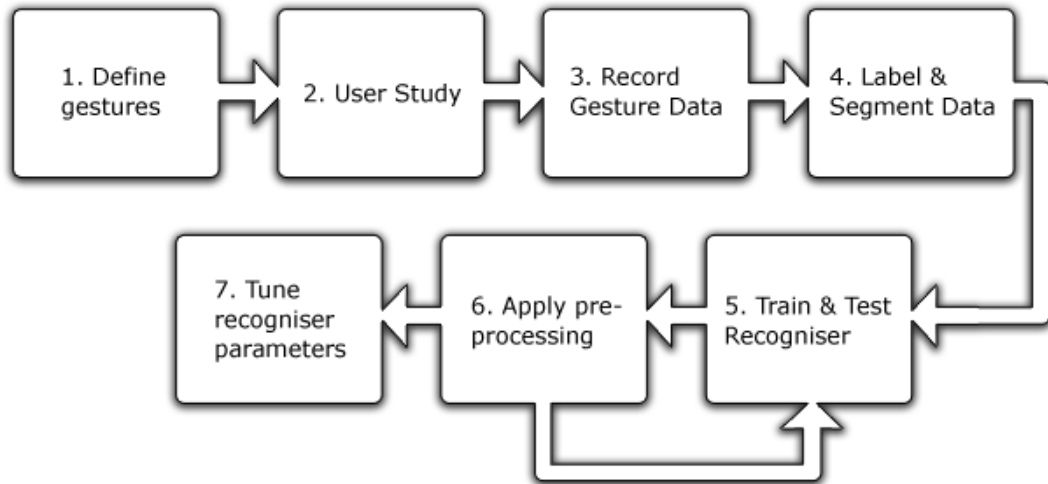 1. Define
gestures
2. User Study
3. Record
Gesture Data
4. Label &
Segment Data
5. Train & Test
Recogniser
6. Apply pre-
processing
7. Tune
recogniser
parameters